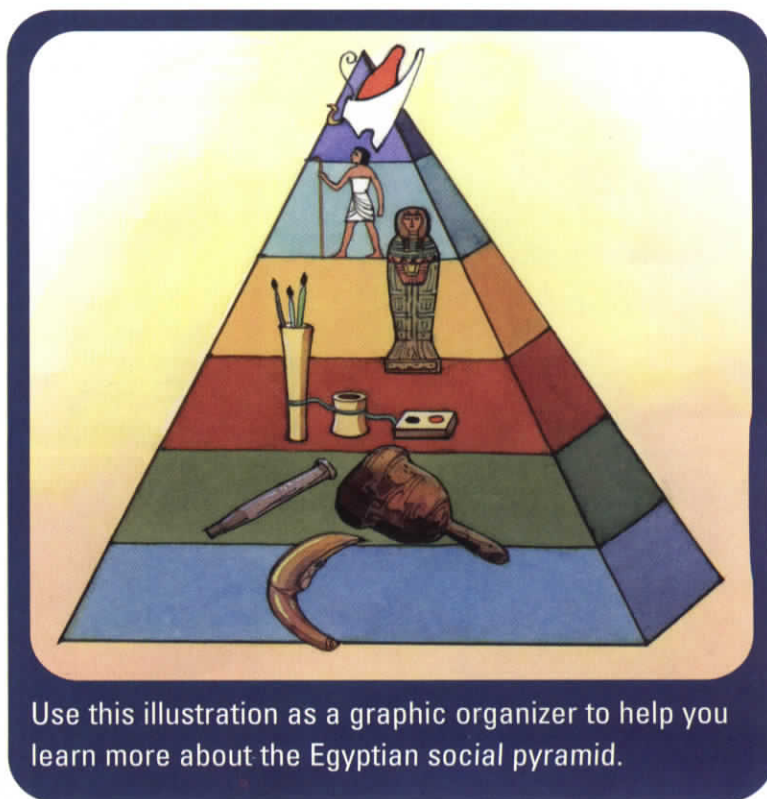 Use this illustration as a graphic organizer to help you
learn more about the Egyptian social pyramid.